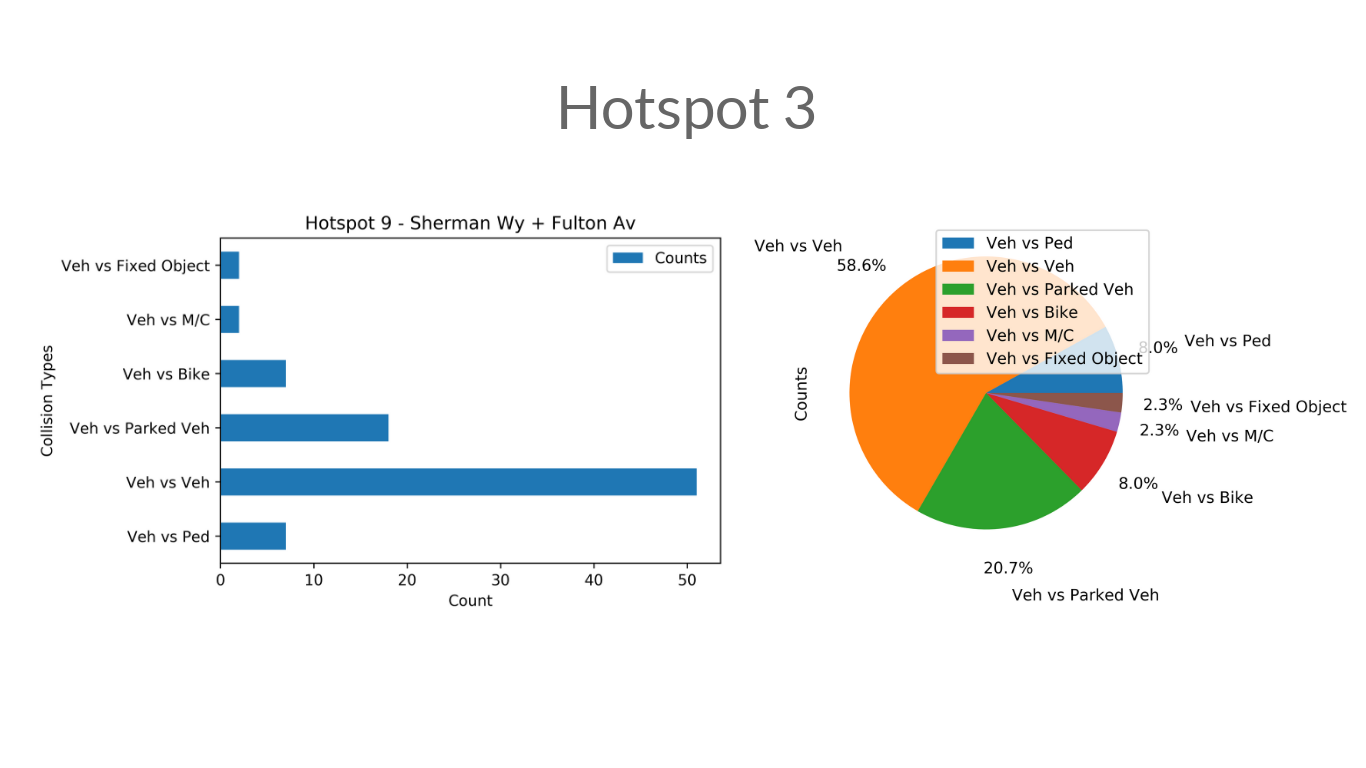 Hotspot 3
Hotspot 9 - Sherman Wy + Fulton Av
Counts
Collision Types
Veh vs Fixed Object
Veh vs M/C
Veh vs Bike
Veh vs Parked Veh
Veh vs Veh
Veh vs Ped
0 10 20 30 40 50
Count
Veh vs Veh
58.6%
Veh vs Ped
Veh vs Veh
Veh vs Parked Veh
Veh vs Bike
Veh vs M/C
Veh vs Fixed Object
Counts
8.0% Veh vs Ped
2.3% Veh vs Fixed Object
2.3% Veh vs M/C
8.0% Veh vs Bike
20.7%
Veh vs Parked Veh